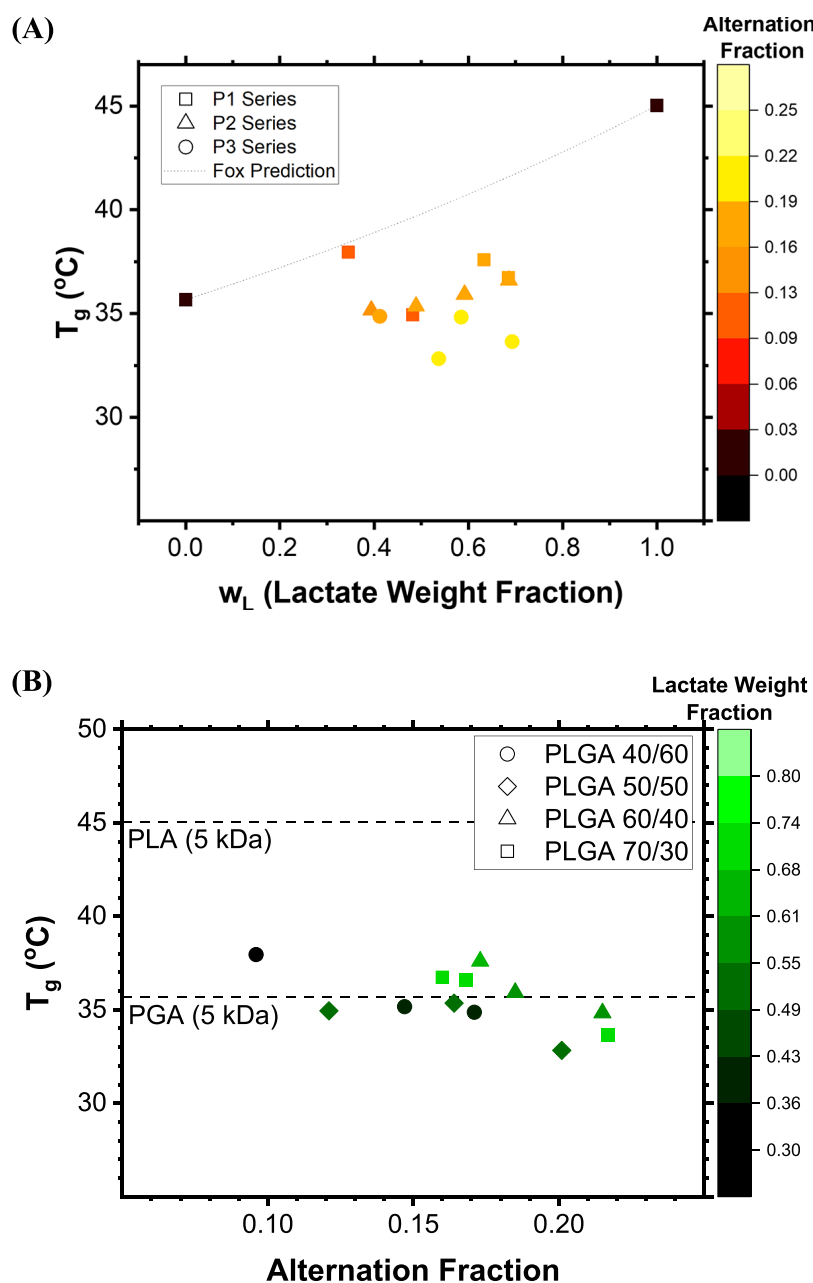 (A)
Alternation
Fraction
P1 Series
P2 Series
P3 Series
Fox Prediction
45
40
35
30
T_g (ºC)
0.0 0.2 0.4 0.6 0.8 1.0
w_L (Lactate Weight Fraction)
0.25
0.22
0.19
0.16
0.13
0.09
0.06
0.03
0.00
(B)
Lactate Weight
Fraction
PLGA 40/60
PLGA 50/50
PLGA 60/40
PLGA 70/30
50
45
40
35
30
T_g (ºC)
PLA (5 kDa)
PGA (5 kDa)
0.10 0.15 0.20
Alternation Fraction
0.80
0.74
0.68
0.61
0.55
0.49
0.43
0.36
0.30